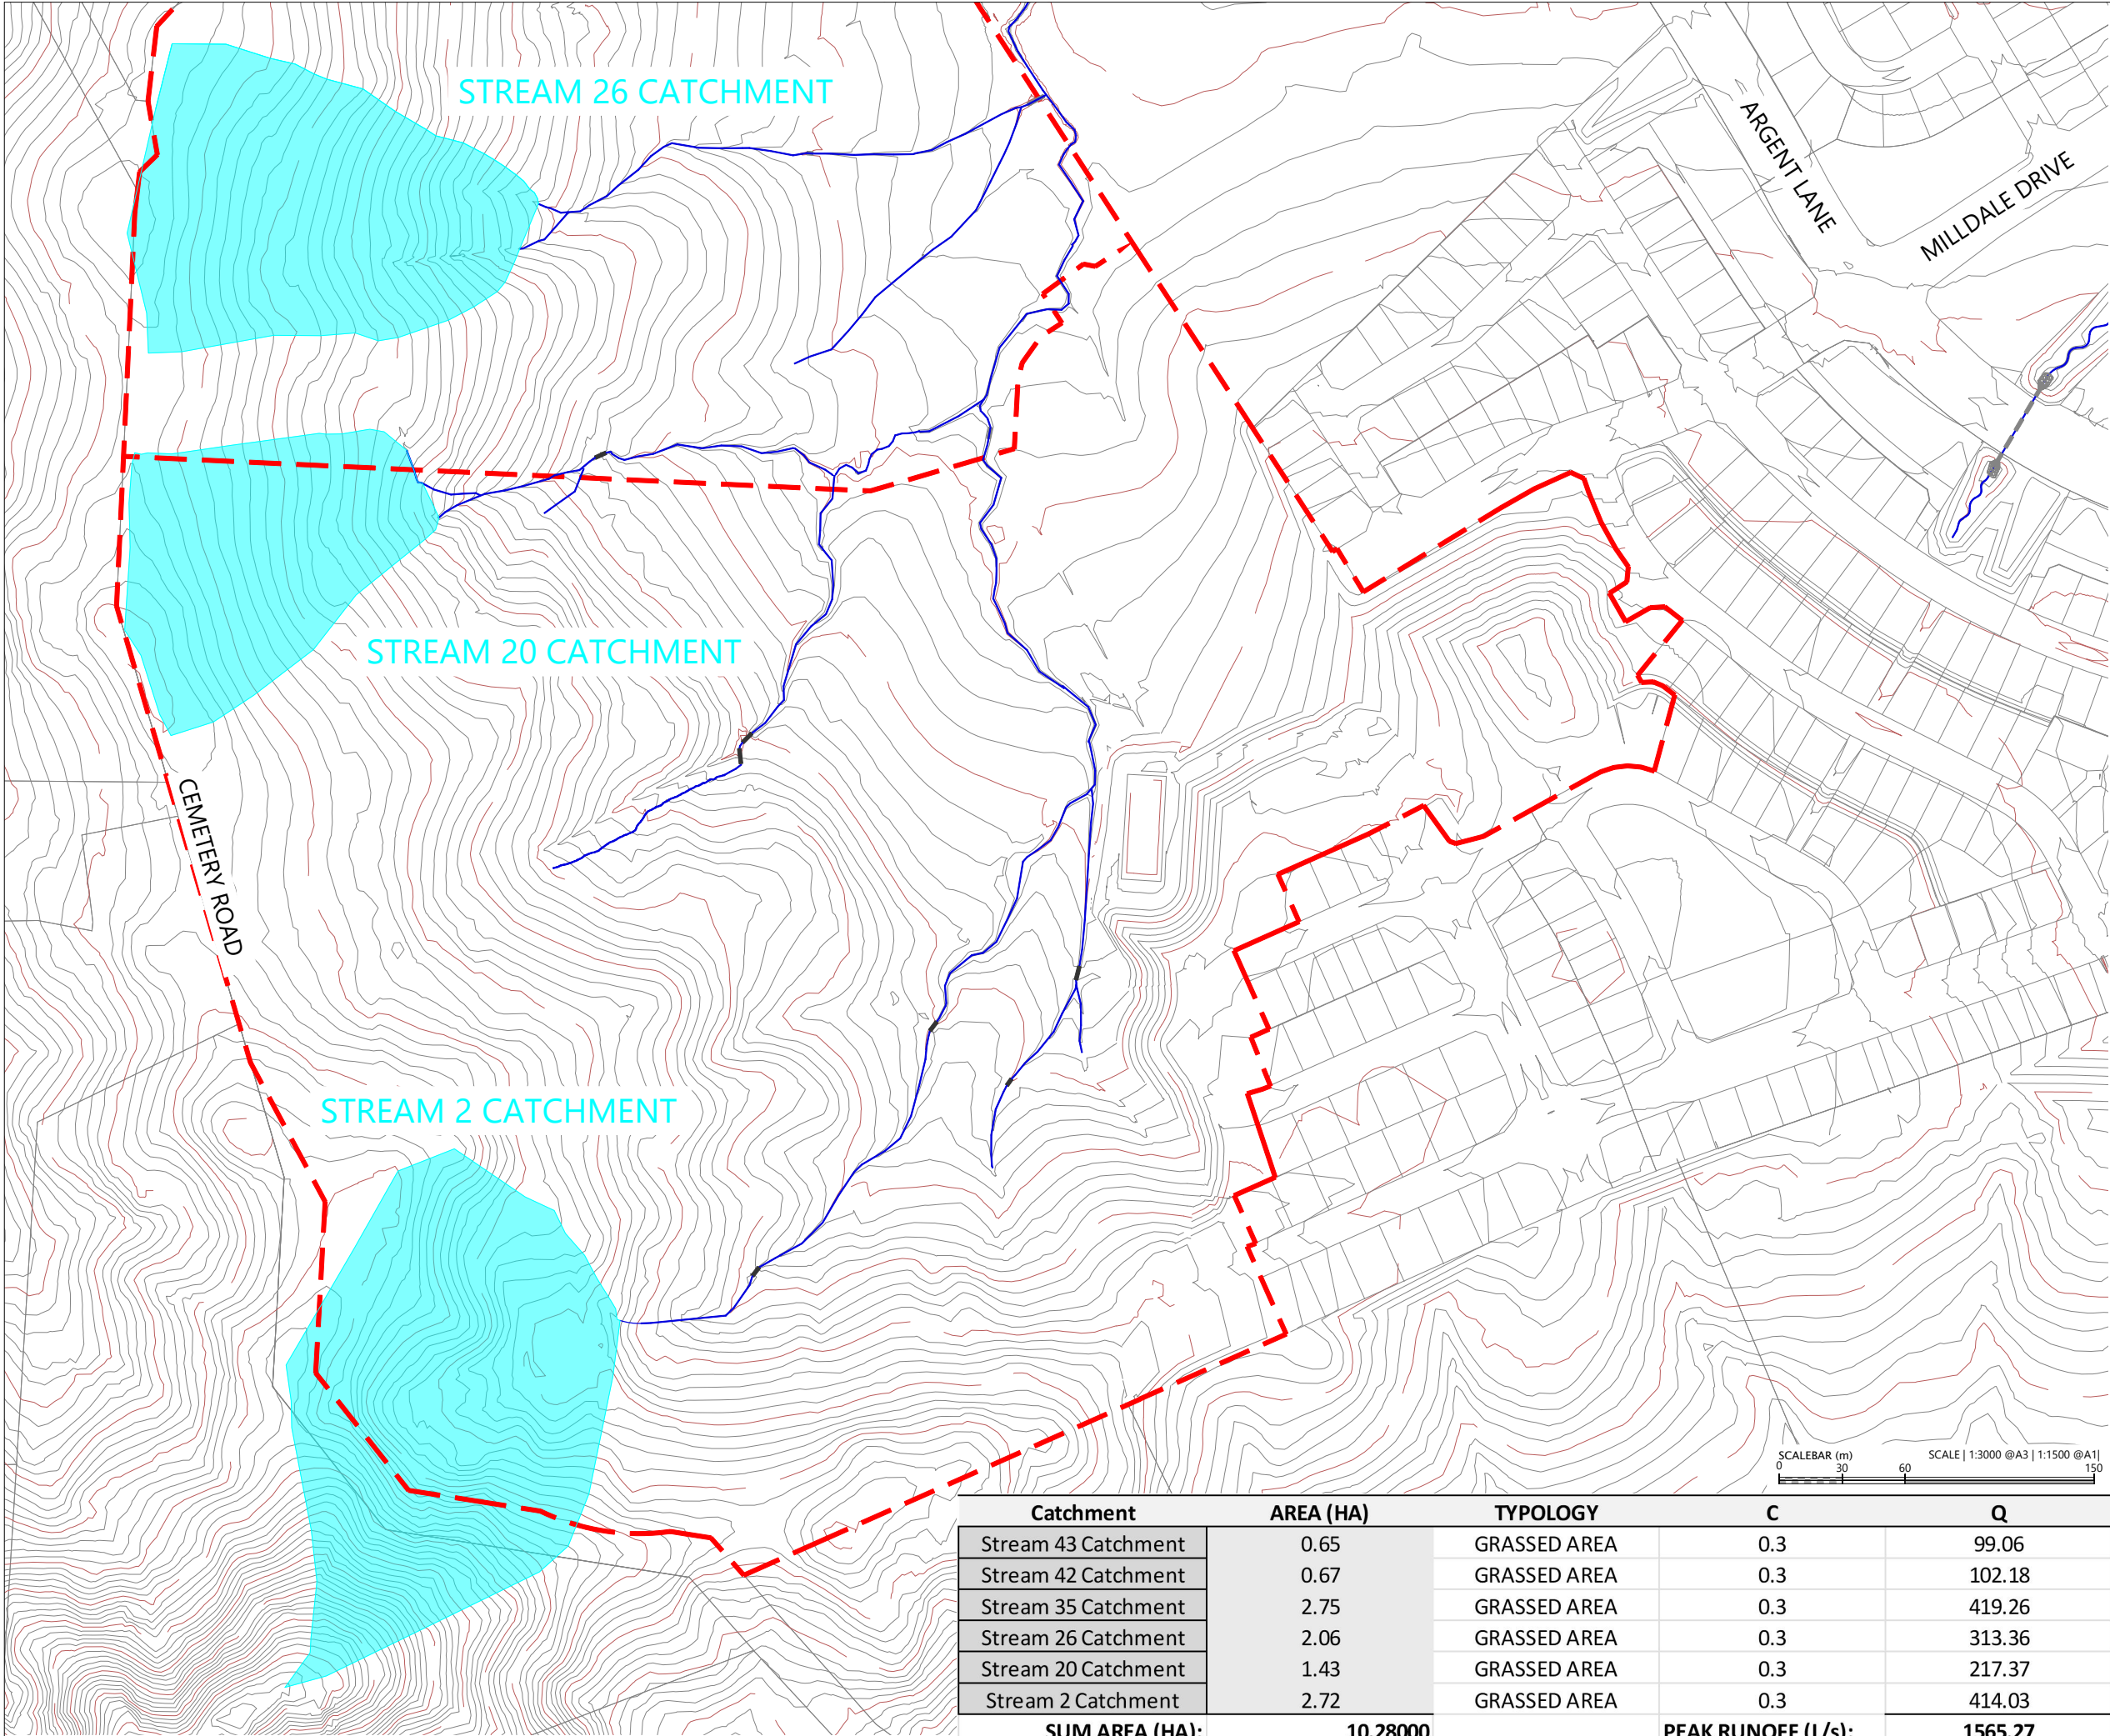 STREAM 26 CATCHMENT
ARGENT LANE
MILLDALE DRIVE
STREAM 20 CATCHMENT
CEMETERY ROAD
STREAM 2 CATCHMENT
SCALEBAR (m) SCALE | 1:3000 @A3 | 1:1500 @A1|
0 30 60 150
Catchment AREA (HA) TYPOLOGY C Q
Stream 43 Catchment 0.65 GRASSED AREA 0.3 99.06
Stream 42 Catchment 0.67 GRASSED AREA 0.3 102.18
Stream 35 Catchment 2.75 GRASSED AREA 0.3 419.26
Stream 26 Catchment 2.06 GRASSED AREA 0.3 313.36
Stream 20 Catchment 1.43 GRASSED AREA 0.3 217.37
Stream 2 Catchment 2.72 GRASSED AREA 0.3 414.03
SUM AREA (HA): 10.28000 PEAK RUNOFF (L/s): 1565.27